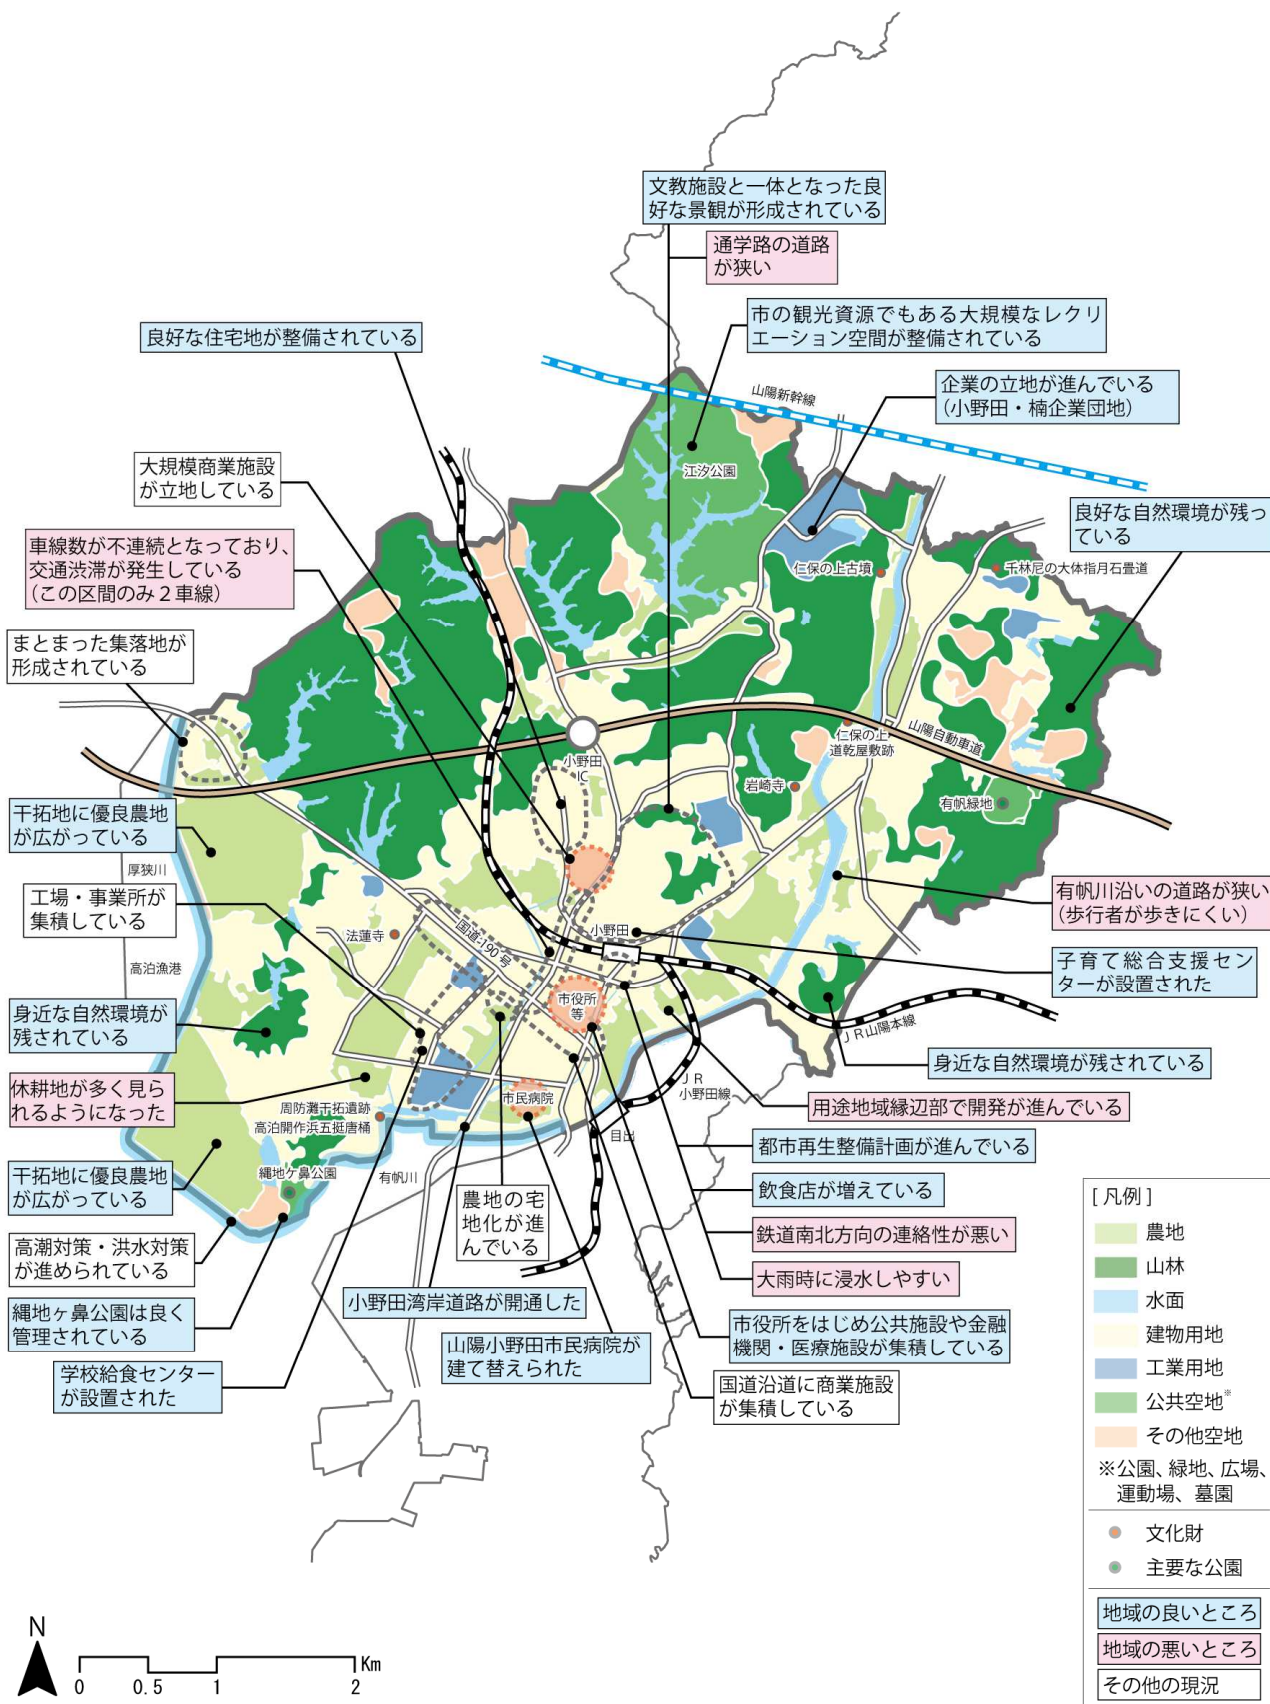 文教施設と一体となった良
好な景観が形成されている
通学路の道路
が狭い
市の観光資源でもある大規模なレクリ
エーション空間が整備されている
良好な住宅地が整備されている
山陽新幹線
企業の立地が進んでいる
(小野田・楠企業団地)
大規模商業施設
が立地している
江汐公園
良好な自然環境が残っ
ている
車線数が不連続となっており、
交通渋滞が発生している
(この区間のみ2車線)
仁保の上古墳
千林尼の大休指月石畳道
まとまった集落地が
形成されている
仁保の上
道乾屋敷跡
山陽自動車道
小野田
IC
岩崎寺
有帆緑地
干拓地に優良農地
が広がっている
厚狭川
工場・事業所が
集積している
有帆川沿いの道路が狭い
(歩行者が歩きにくい)
法蓮寺
国道190号
小野田
高泊漁港
子育て総合支援セン
ターが設置された
市役所
等
身近な自然環境が
残されている
JR山陽本線
身近な自然環境が残されている
休耕地が多く見ら
れるようになった
JR
小野田線
周防灘干拓遺跡
高泊開作浜五挺唐樋
市民病院
用途地域縁辺部で開発が進んでいる
目出
都市再生整備計画が進んでいる
干拓地に優良農地
が広がっている
縄地ケ鼻公園
有帆川
飲食店が増えている
農地の宅
地化が進
んでいる
鉄道南北方向の連絡性が悪い
高潮対策・洪水対策
が進められている
大雨時に浸水しやすい
小野田湾岸道路が開通した
縄地ヶ鼻公園は良く
管理されている
山陽小野田市民病院が
建て替えられた
市役所をはじめ公共施設や金融
機関・医療施設が集積している
学校給食センター
が設置された
国道沿道に商業施設
が集積している
[凡例]
農地
山林
水面
建物用地
工業用地
公共空地※
その他空地
※公園、緑地、広場、
運動場、墓園
文化財
主要な公園
地域の良いところ
地域の悪いところ
その他の現況
N
Km
0 0.5 1 2